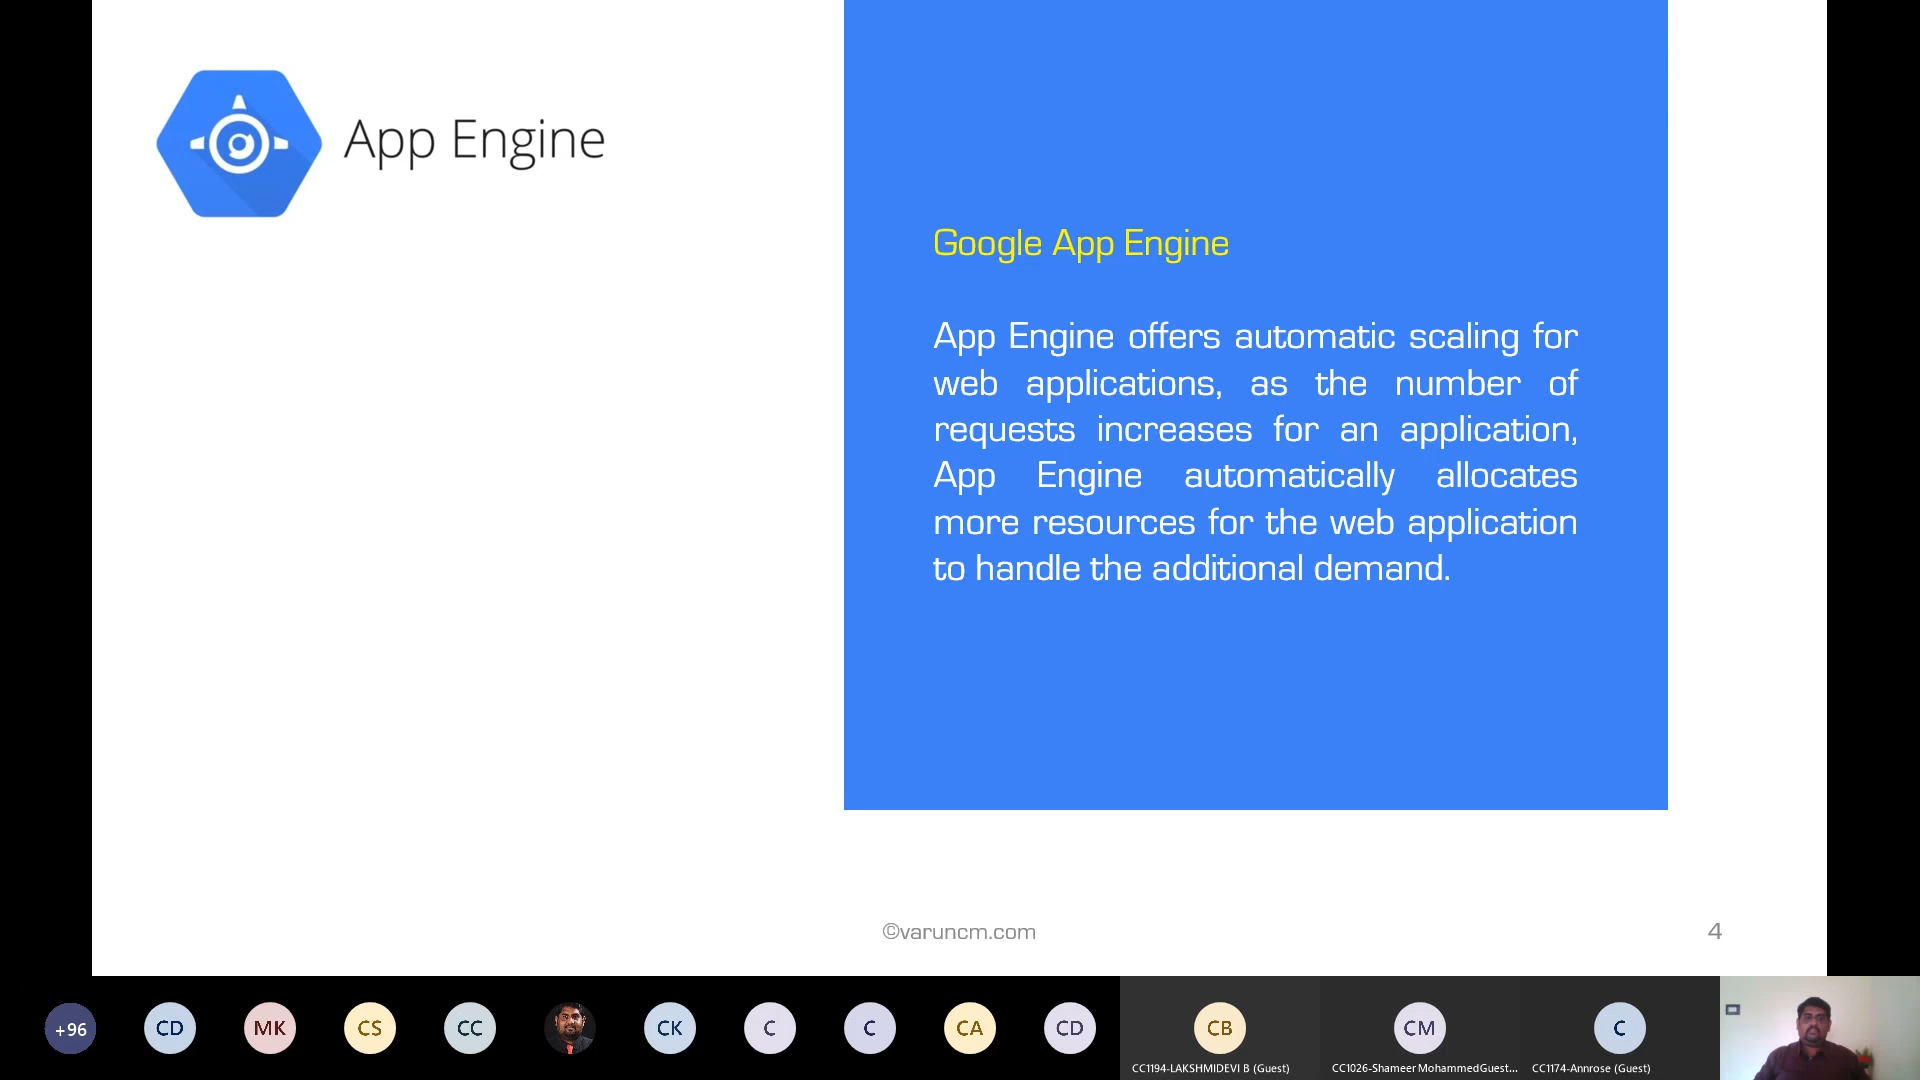 App Engine
Google App Engine
App Engine offers automatic scaling for
web applications, as the number of
requests increases for an application,
App Engine automatically allocates
more resources for the web application
to handle the additional demand.
©varuncm.com
4
+96
CD
MK
CS
CC
CK
C
C
CA
CD
CB
CM
C
CC1194-LAKSHMIDEVI B (Guest)
CC1026-Shameer MohammedGuest...
CC1174-Annrose (Guest)